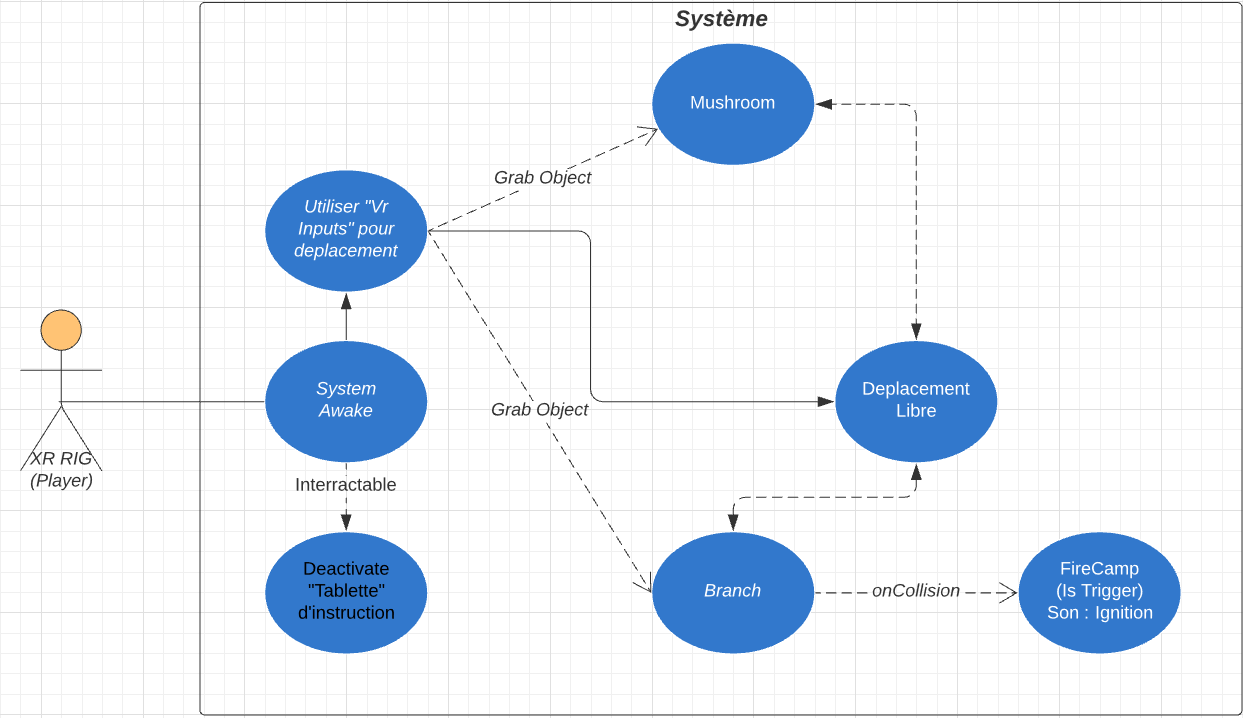 Système
Mushroom
Grab Object
Utiliser "Vr
Inputs" pour
deplacement
System
Awake
Deplacement
Libre
Grab Object
XR RIG
(Player)
Interractable
Deactivate
"Tablette"
d'instruction
Branch
onCollision
FireCamp
(Is Trigger)
Son : Ignition